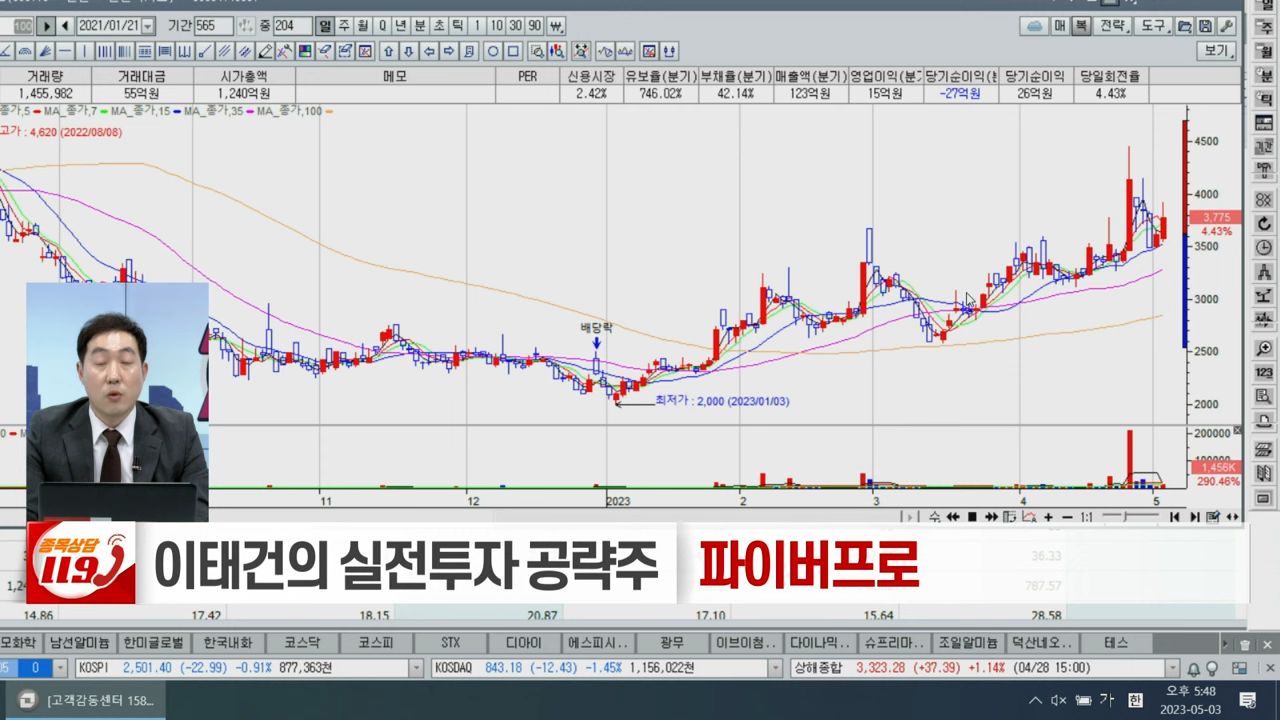 100 2021/01/21 기간 565 중 204 일 주 월 Q 년 분 초 틱 1 10 30 90 ₩ 매 복 전략 도구
보기
거래량 거래대금 시가총액 메모 PER 신용시장 유보율(분기) 부채율(분기) 매출액(분기) 영업이익(분기 당기순이익(분 당기순이익 당일회전율
1,455,982 55억원 1,240억원 2.42% 746.02% 42.14% 123억원 15억원 -27억원 26억원 4.43%
종가,5 MA_종가,7 MA_종가,15 MA_종가,35 MA_종가,100
고가 : 4,620 (2022/08/08)
4500
4000
3,775
4.43%
3500
3000
2500
2000
배당락
최저가 : 2,000 (2023/01/03)
200000
1,456K
290.46%
11 12 2023 2 3 4 5
1:1
123
종목상담
119
이태건의 실전투자 공략주 파이버프로
36.33
787.57
1,24
14.86 17.42 18.15 20.87 17.10 15.64 28.58
모화학 남선알미늄 한미글로벌 한국내화 코스닥 코스피 STX 디아이 에스피시.. 광무 이브이첨.. 다이나믹.. 슈프리마.. 조일알미늄 덕산네오.. 테스
05 0 KOSPI 2,501.40 (-22.99) -0.91% 877,363천 KOSDAQ 843.18 (-12.43) -1.45% 1,156,022천 상해종합 3,323.28 (+37.39) +1.14% (04/28 15:00)
[고객감동센터 158... 가 한 오후 5:48
2023-05-03